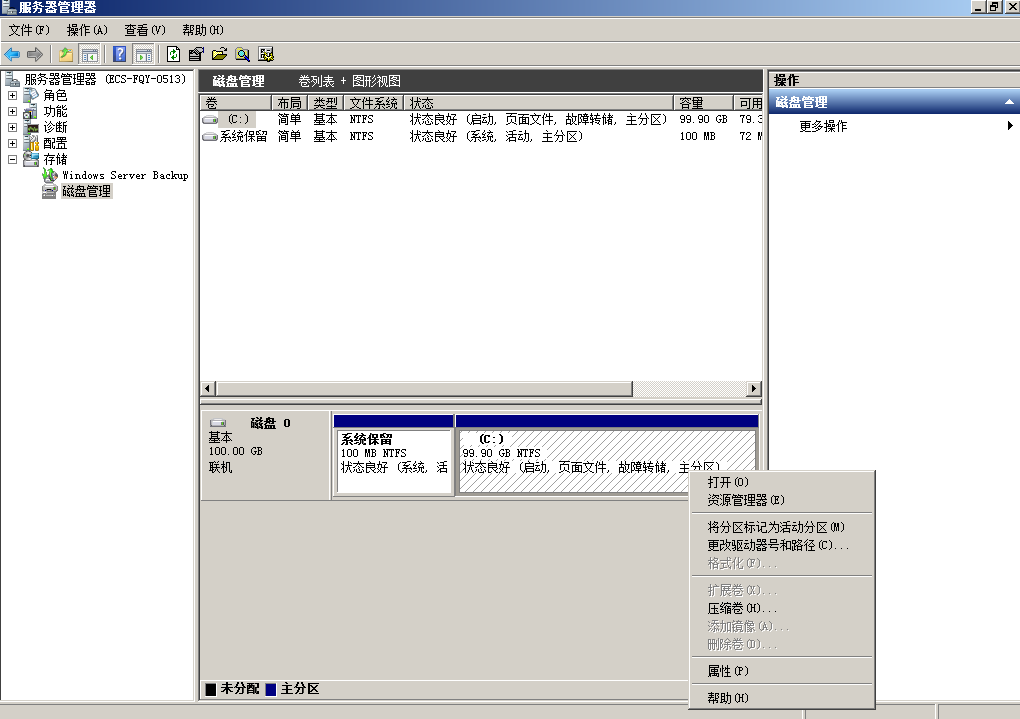 服务器管理器
文件(F) 操作(A) 查看(V) 帮助(H)
服务器管理器 (ECS-FQY-0513)
角色
功能
诊断
配置
存储
Windows Server Backup
磁盘管理
磁盘管理 卷列表 + 图形视图
卷 布局 类型 文件系统 状态 容量 可用
(C:) 简单 基本 NTFS 状态良好 (启动, 页面文件, 故障转储, 主分区) 99.90 GB 79.3
系统保留 简单 基本 NTFS 状态良好 (系统, 活动, 主分区) 100 MB 72 M
磁盘 0
基本
100.00 GB
联机
系统保留
100 MB NTFS
状态良好 (系统, 活
(C:)
99.90 GB NTFS
状态良好 (启动, 页面文件, 故障转储, 主分区)
未分配 主分区
操作
磁盘管理
更多操作
打开(O)
资源管理器(E)
将分区标记为活动分区(M)
更改驱动器号和路径(C)...
格式化(F)...
扩展卷(X)...
压缩卷(H)...
添加镜像(A)...
删除卷(D)...
属性(P)
帮助(H)